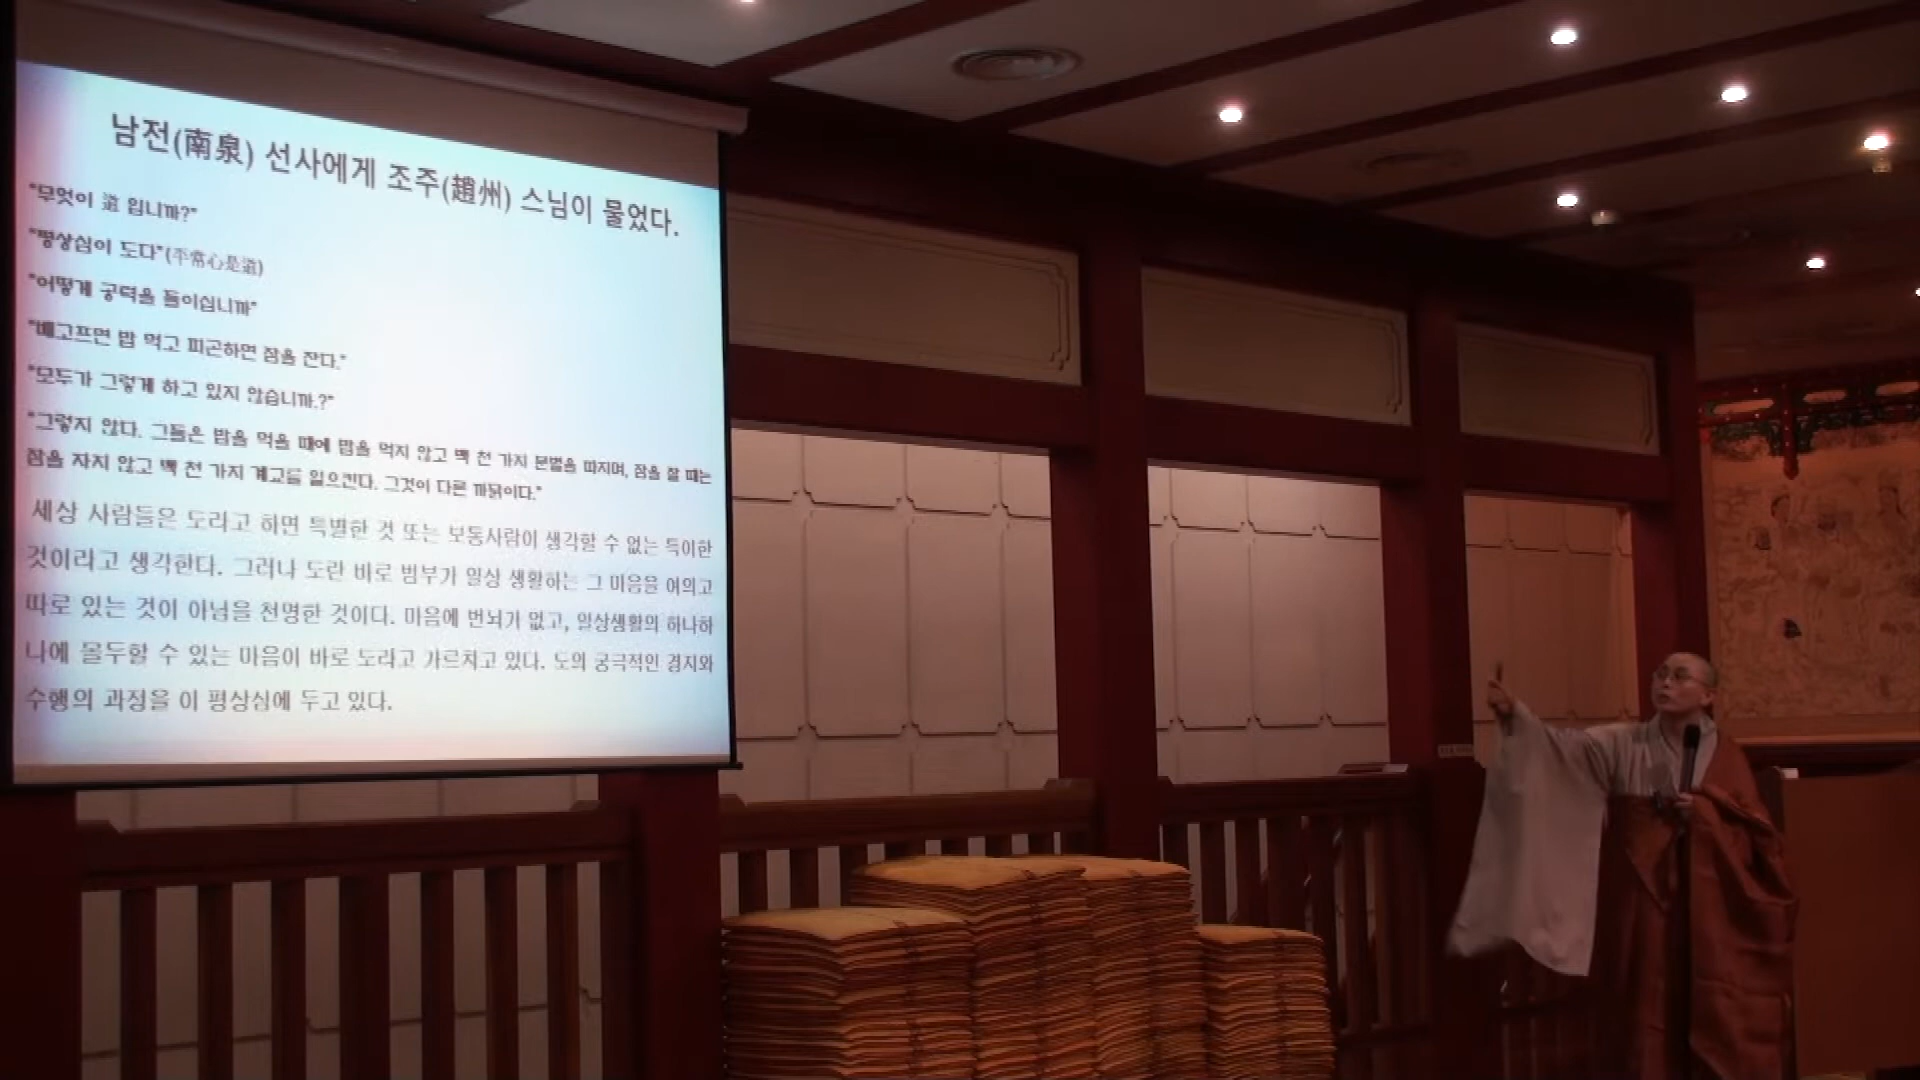 남전(南泉) 선사에게 조주(趙州) 스님이 물었다.
"무엇이 道 입니까?"
"평상심이 도다"(平常心是道)
"어떻게 공력을 들이십니까"
"배고프면 밥 먹고 피곤하면 잠을 잔다."
"모두가 그렇게 하고 있지 않습니까.?"
"그렇지 않다. 그들은 밥을 먹을 때에 밥을 먹지 않고 백 천 가지 분별을 따지며, 잠을 잘 때는
잠을 자지 않고 백 천 가지 계교를 일으킨다. 그것이 다른 까닭이다."
세상 사람들은 도라고 하면 특별한 것 또는 보통사람이 생각할 수 없는 특이한
것이라고 생각한다. 그러나 도란 바로 범부가 일상 생활하는 그 마음을 여의고
따로 있는 것이 아님을 천명한 것이다. 마음에 번뇌가 없고, 일상생활의 하나하
나에 몰두할 수 있는 마음이 바로 도라고 가르치고 있다. 도의 궁극적인 경지와
수행의 과정을 이 평상심에 두고 있다.